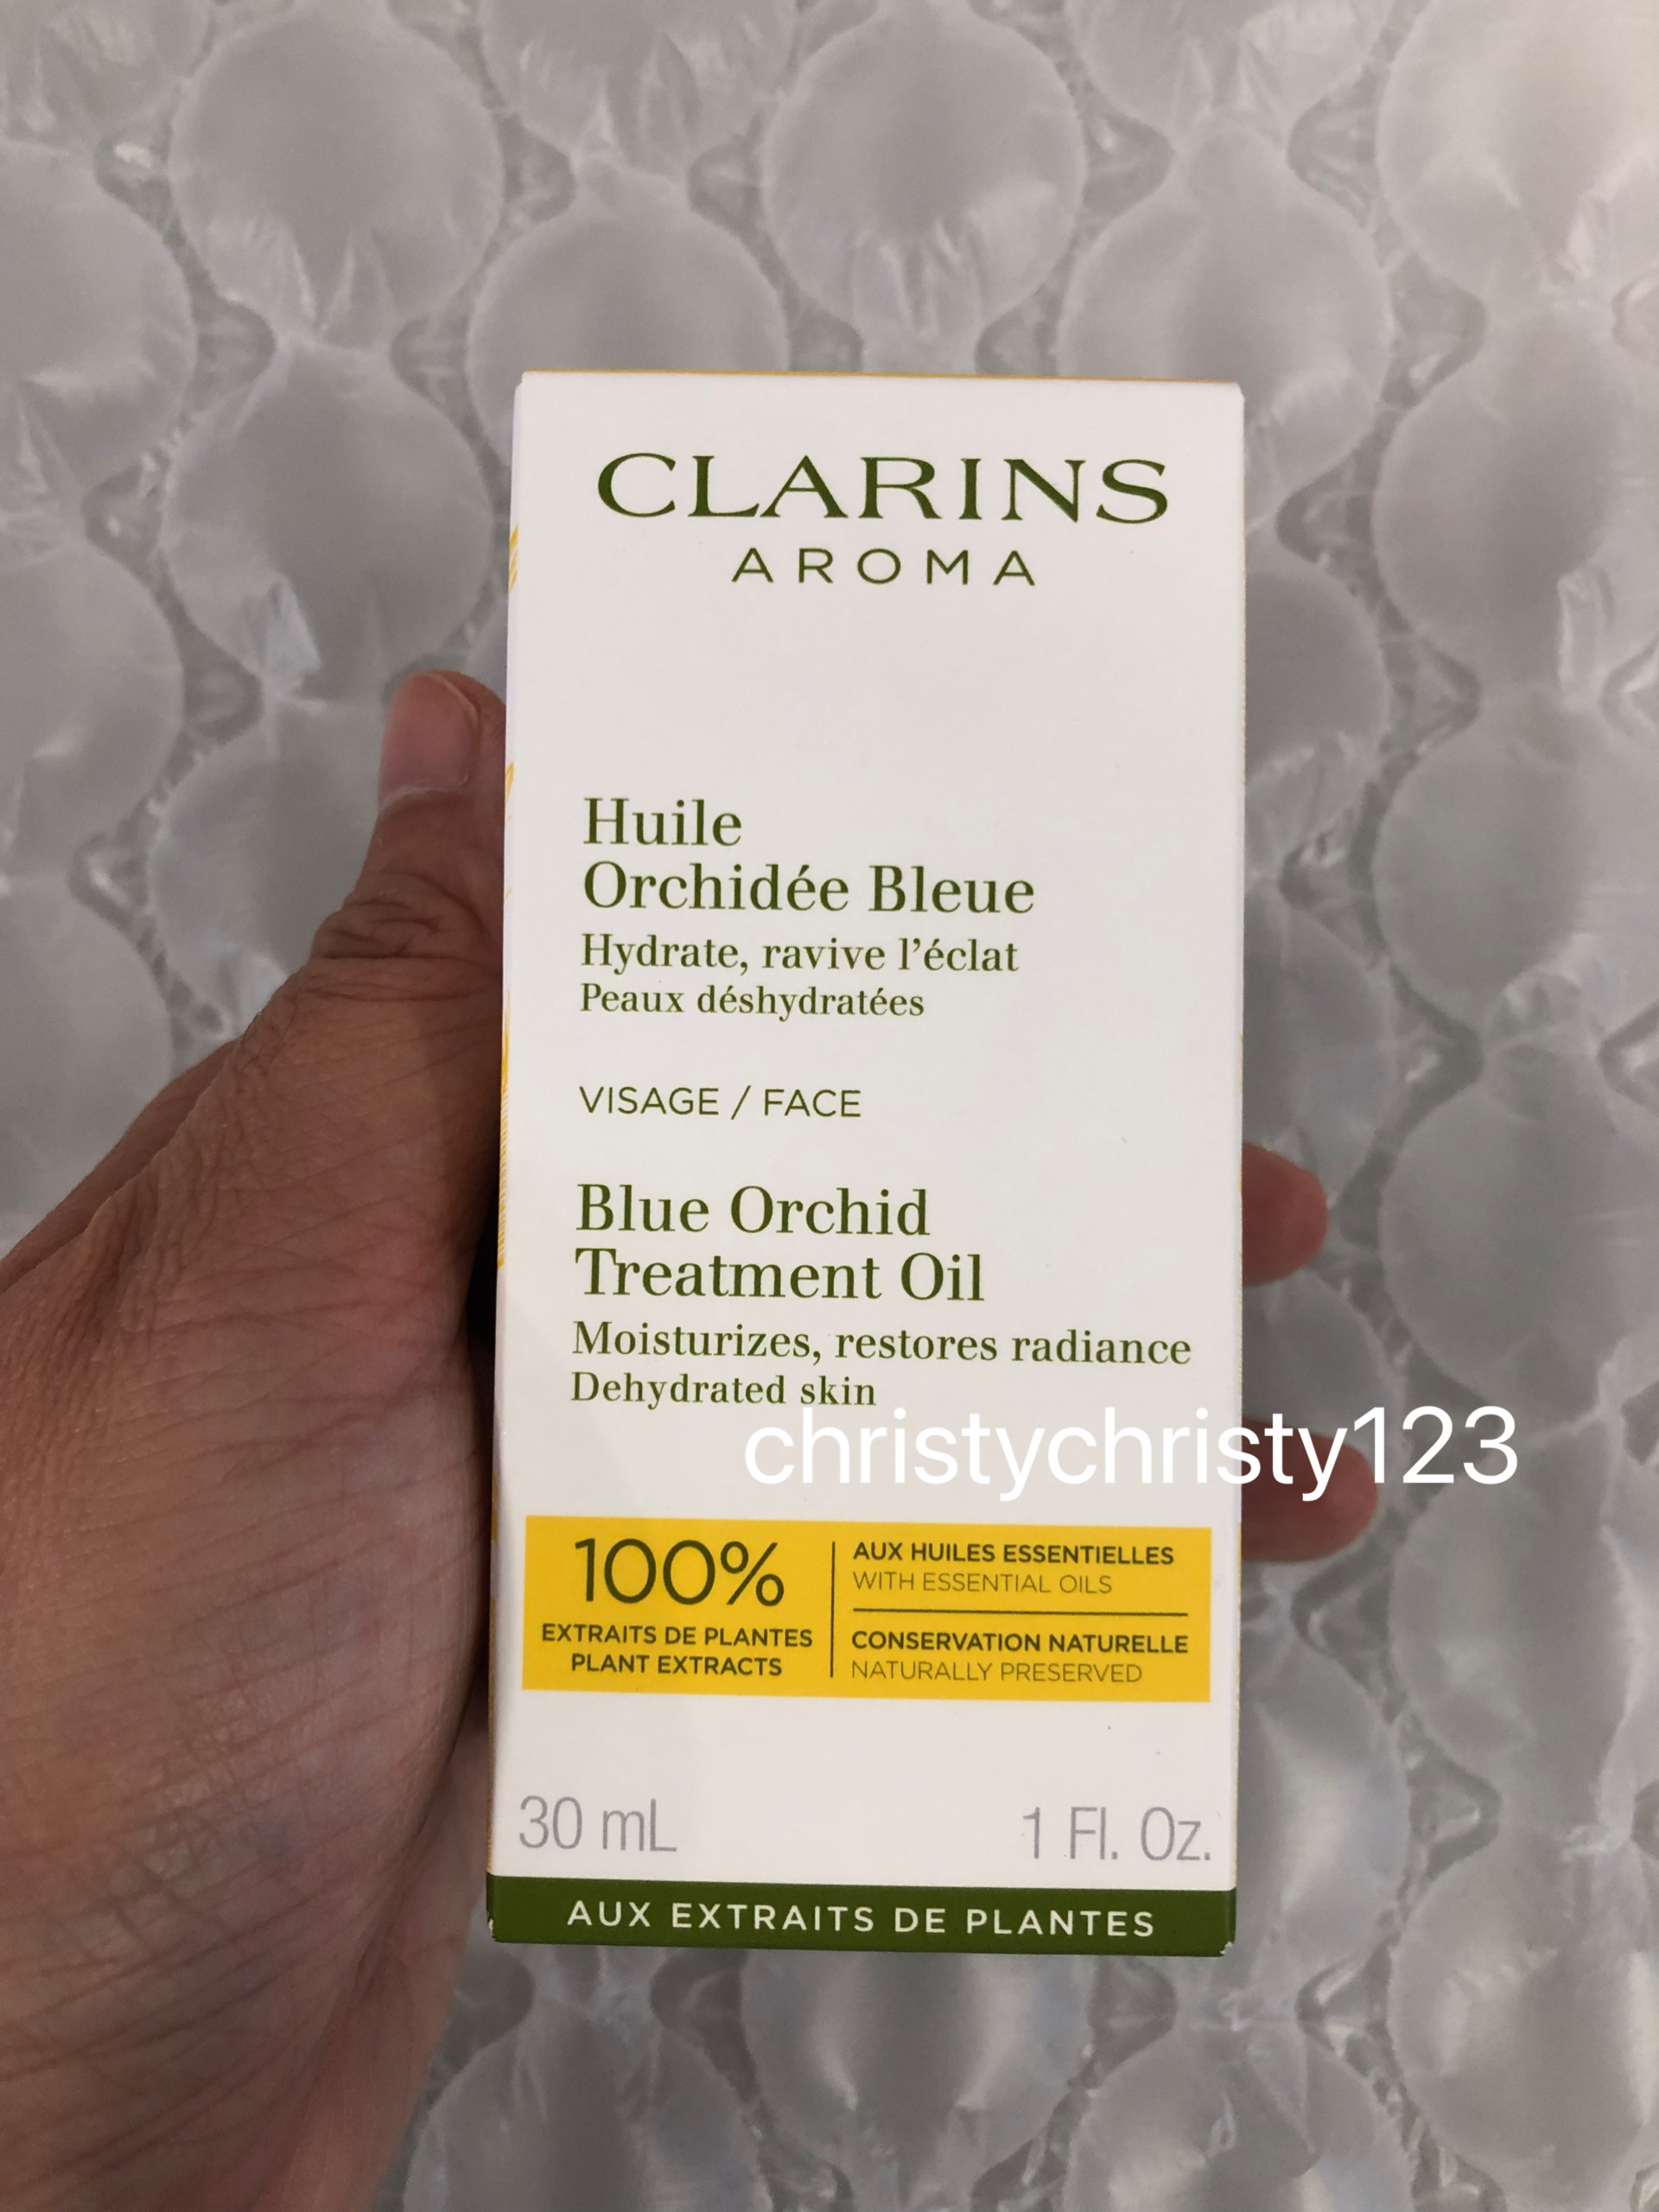 CLARINS
AROMA
Huile
Orchidée Bleue
Hydrate, ravive l'éclat
Peaux déshydratées
VISAGE / FACE
Blue Orchid
Treatment Oil
Moisturizes, restores radiance
Dehydrated skin
christychristy123
100%
EXTRAITS DE PLANTES
PLANT EXTRACTS
AUX HUILES ESSENTIELLES
WITH ESSENTIAL OILS
CONSERVATION NATURELLE
NATURALLY PRESERVED
30 mL 1 Fl. Oz.
AUX EXTRAITS DE PLANTES